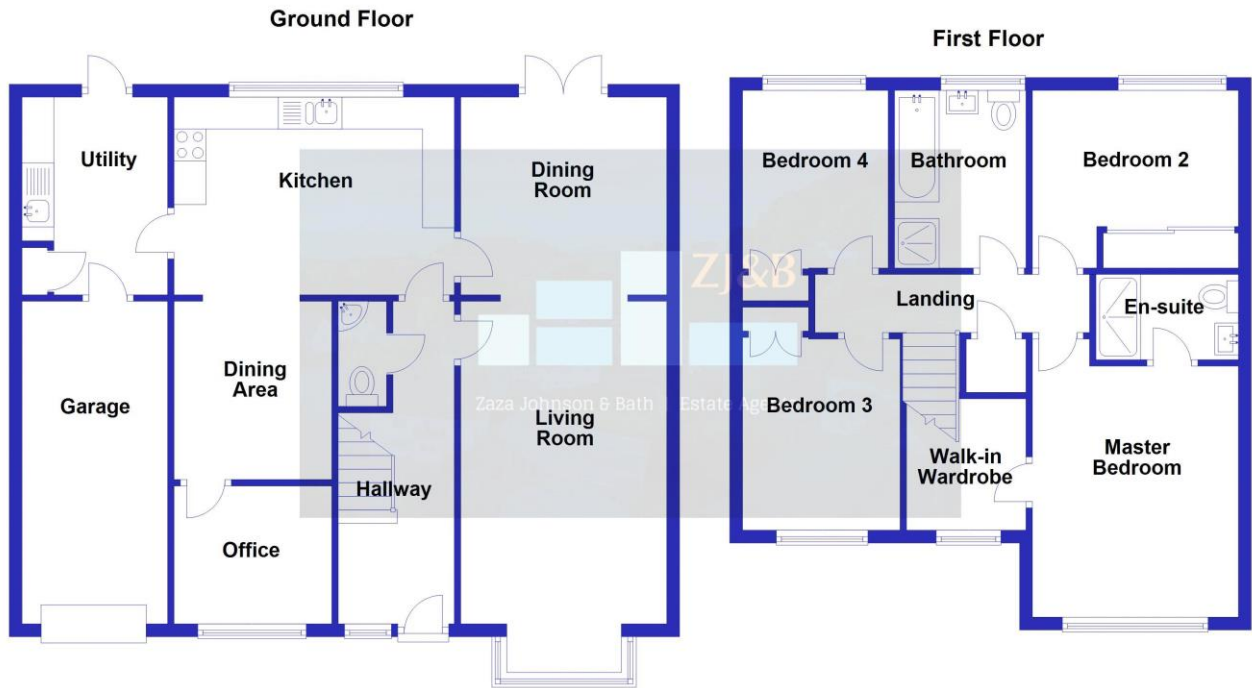 Ground Floor
First Floor
Utility
Kitchen
Dining
Room
Garage
Dining
Area
Hallway
Living
Room
Office
Bedroom 4
Bathroom
Bedroom 2
Landing
En-suite
Bedroom 3
Walk-in
Wardrobe
Master
Bedroom
ZJ&B
Zaza Johnson & Bath | Estate Agents